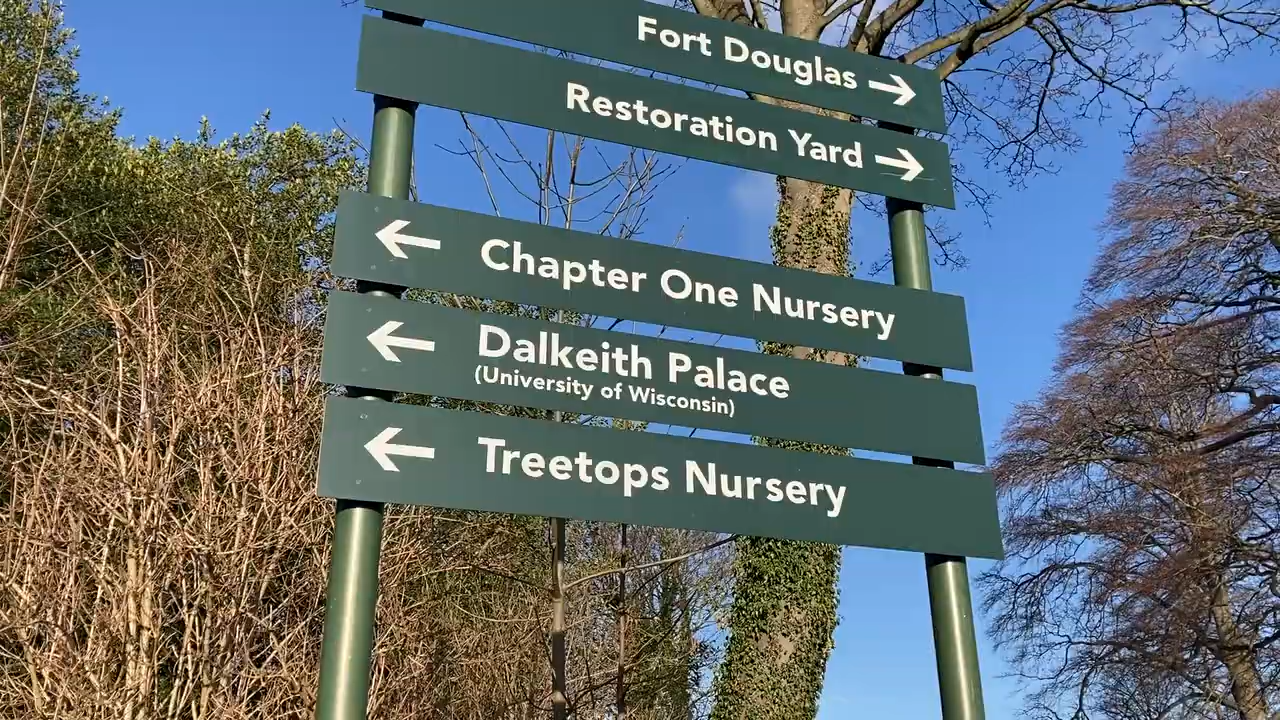 Fort Douglas →
Restoration Yard →
← Chapter One Nursery
← Dalkeith Palace
(University of Wisconsin)
← Treetops Nursery